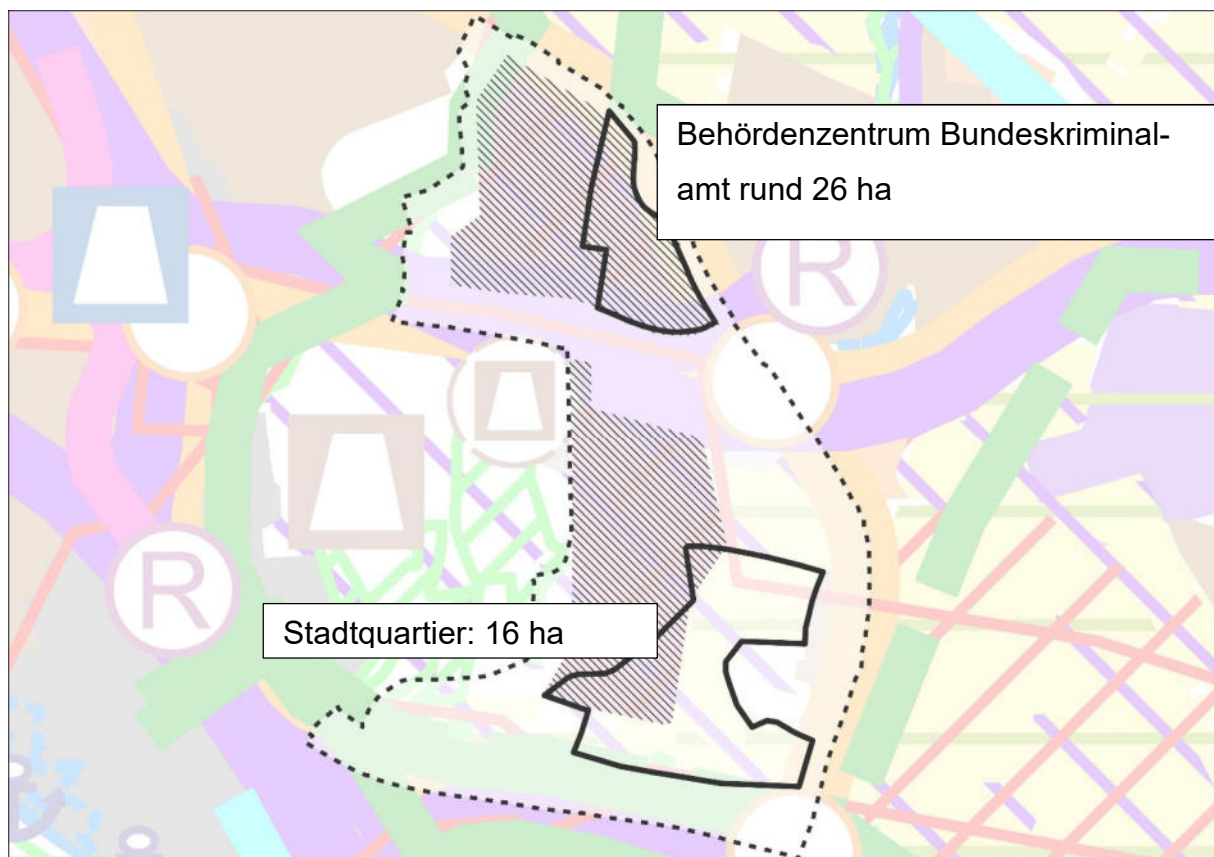 Behördenzentrum Bundeskriminal-
amt rund 26 ha
R
R
Stadtquartier: 16 ha